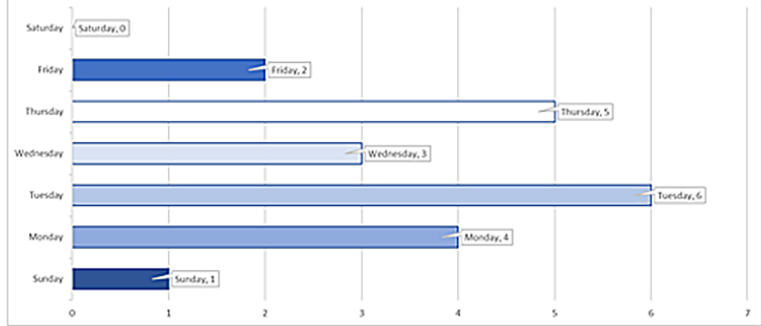 Saturday
Saturday, 0
Friday
Friday, 2
Thursday
Thursday, 5
Wednesday
Wednesday, 3
Tuesday
Tuesday, 6
Monday
Monday, 4
Sunday
Sunday, 1
0 1 2 3 4 5 6 7